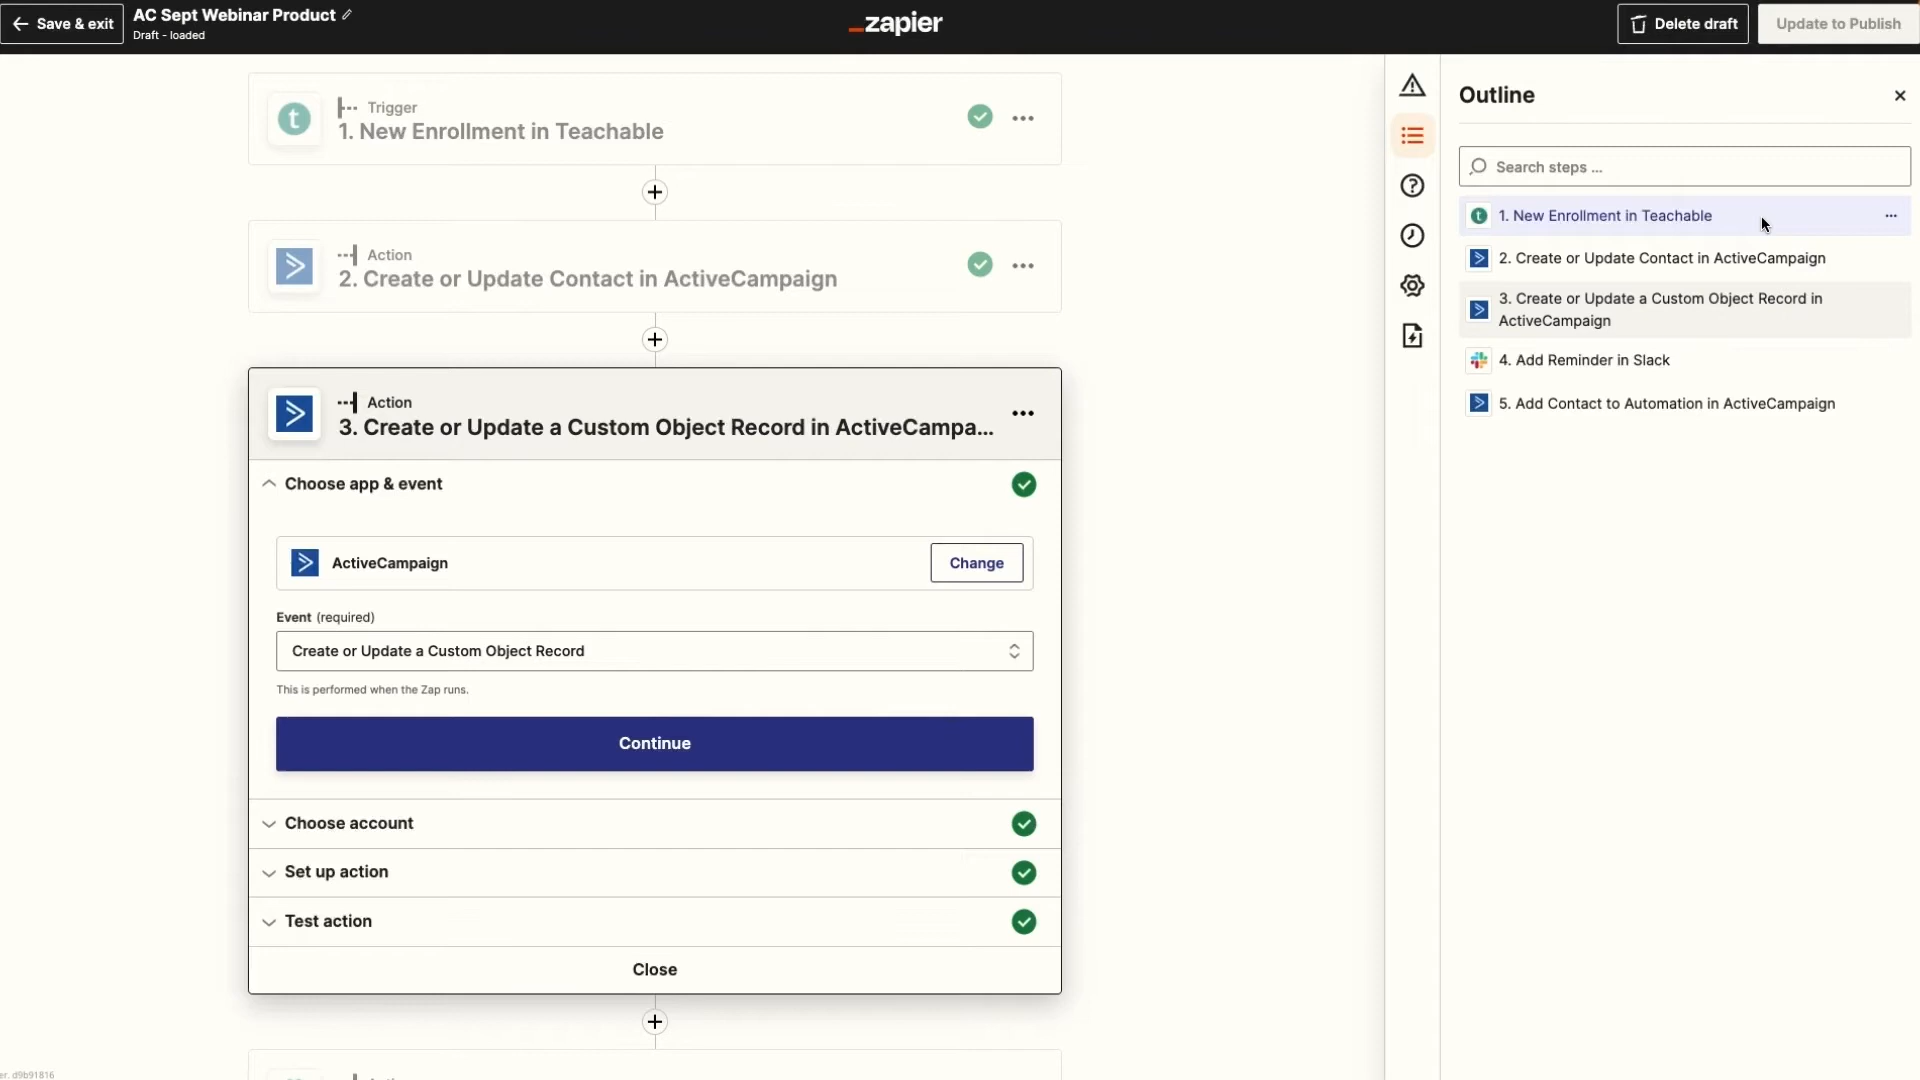 Save & exit
AC Sept Webinar Product
Draft - loaded
zapier
Delete draft
Update to Publish
Trigger
1. New Enrollment in Teachable
Action
2. Create or Update Contact in ActiveCampaign
Action
3. Create or Update a Custom Object Record in ActiveCampa...
Choose app & event
ActiveCampaign
Change
Event (required)
Create or Update a Custom Object Record
This is performed when the Zap runs.
Continue
Choose account
Set up action
Test action
Close
er. d9b91816
Outline
Search steps ...
1. New Enrollment in Teachable
2. Create or Update Contact in ActiveCampaign
3. Create or Update a Custom Object Record in
ActiveCampaign
4. Add Reminder in Slack
5. Add Contact to Automation in ActiveCampaign